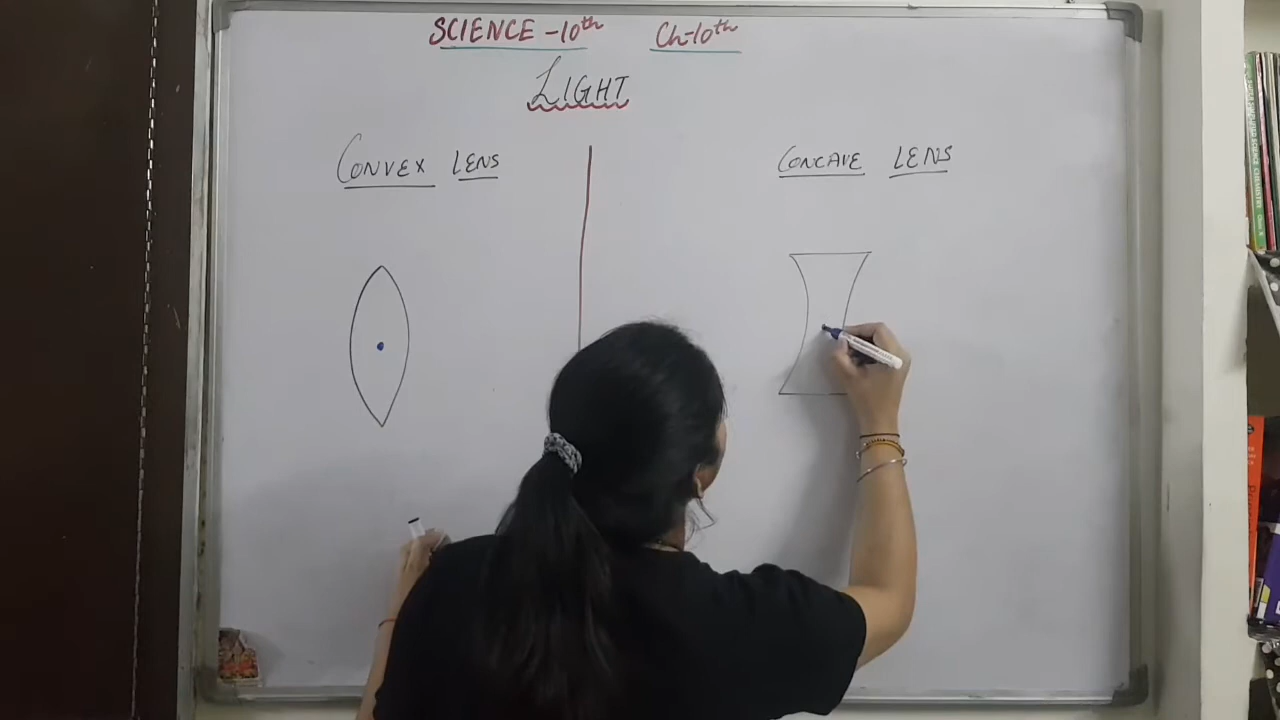 SCIENCE -10th Ch-10th
LIGHT
CONVEX LENS
CONCAVE LENS